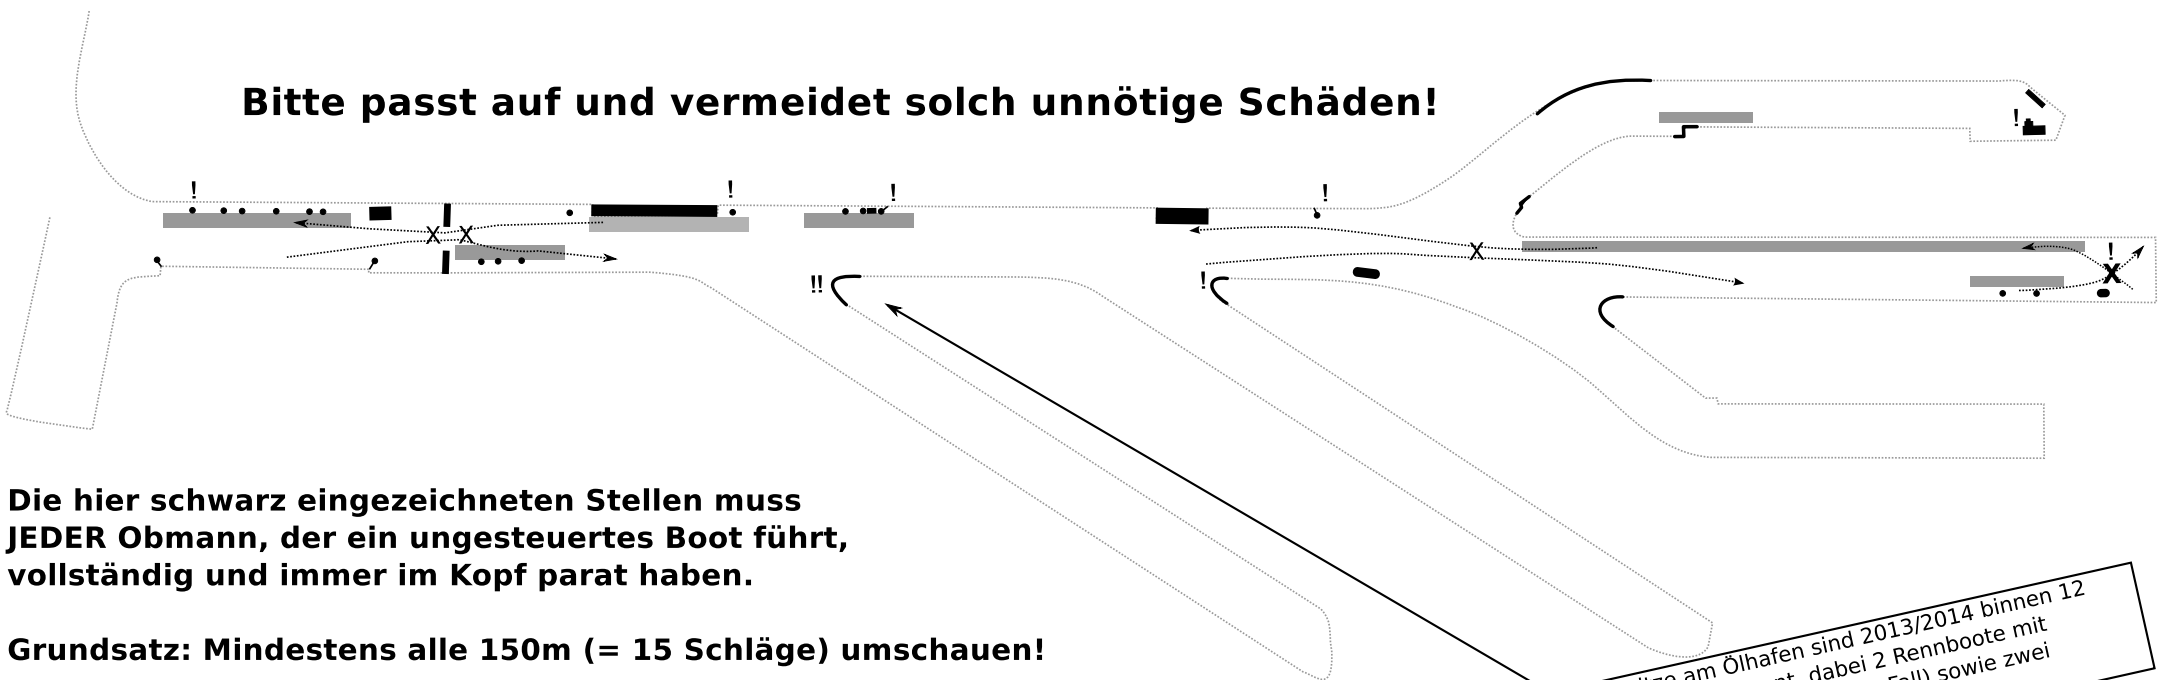 Bitte passt auf und vermeidet solch unnötige Schäden!
!
!
!
!
!
!
X X
X
X
!!
!
Die hier schwarz eingezeichneten Stellen muss
JEDER Obmann, der ein ungesteuertes Boot führt,
vollständig und immer im Kopf parat haben.
Grundsatz: Mindestens alle 150m (= 15 Schläge) umschauen!
am Ölhafen sind 2013/2014 binnen 12
dabei 2 Rennboote mit
sowie zwei